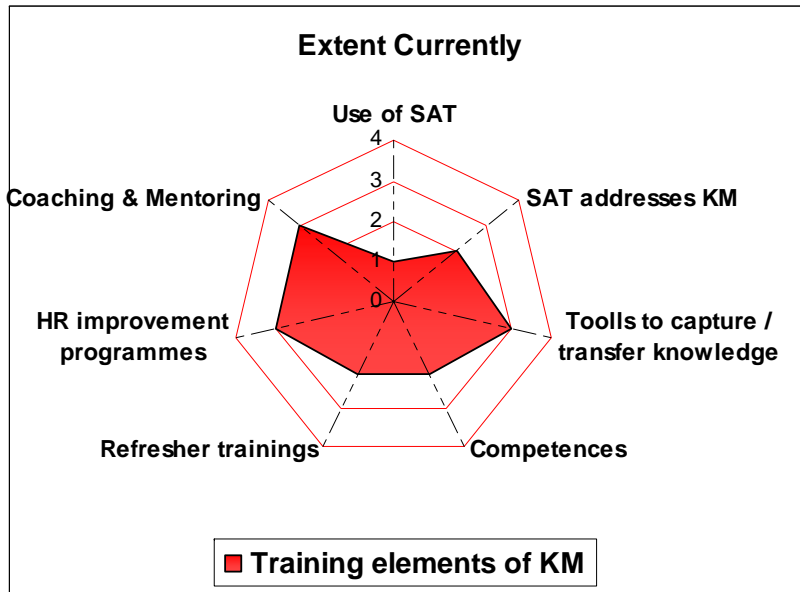 Extent Currently
Use of SAT
4
3
2
1
0
Coaching & Mentoring
SAT addresses KM
HR improvement
programmes
Toolls to capture /
transfer knowledge
Refresher trainings
Competences
Training elements of KM